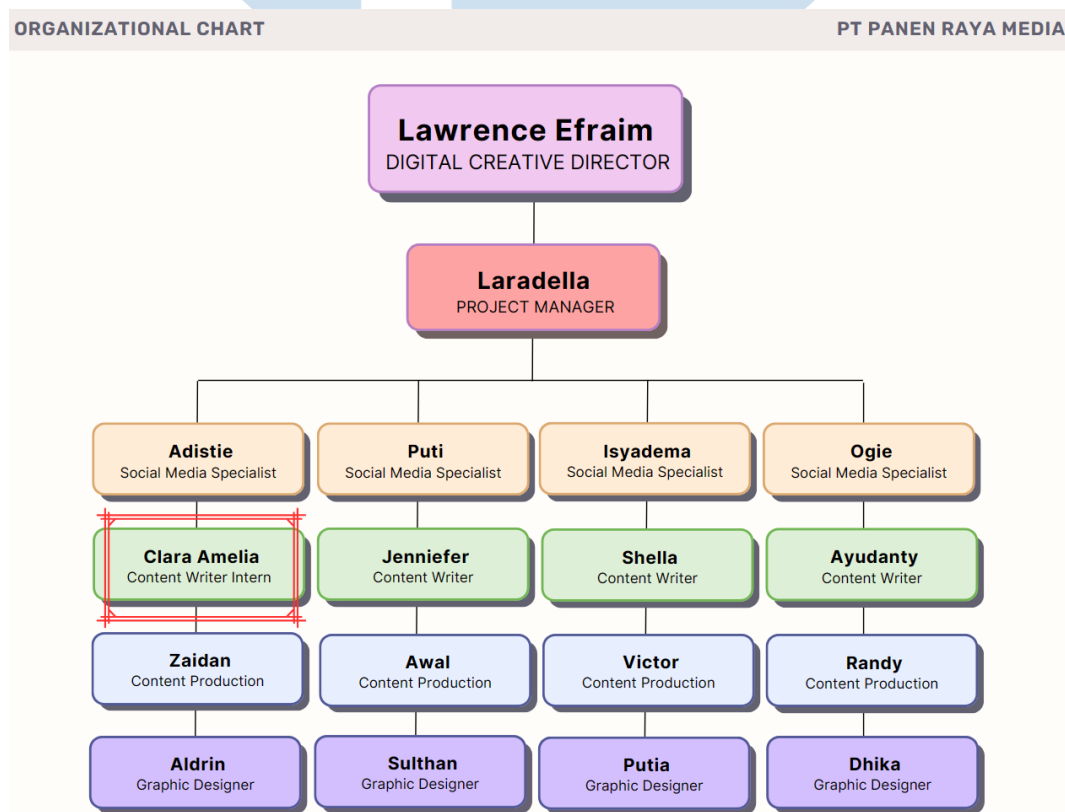 ORGANIZATIONAL CHART
PT PANEN RAYA MEDIA
Lawrence Efraim
DIGITAL CREATIVE DIRECTOR
Laradella
PROJECT MANAGER
Adistie
Social Media Specialist
Puti
Social Media Specialist
Isyadema
Social Media Specialist
Ogie
Social Media Specialist
Clara Amelia
Content Writer Intern
Jenniefer
Content Writer
Shella
Content Writer
Ayudanty
Content Writer
Zaidan
Content Production
Awal
Content Production
Victor
Content Production
Randy
Content Production
Aldrin
Graphic Designer
Sulthan
Graphic Designer
Putia
Graphic Designer
Dhika
Graphic Designer